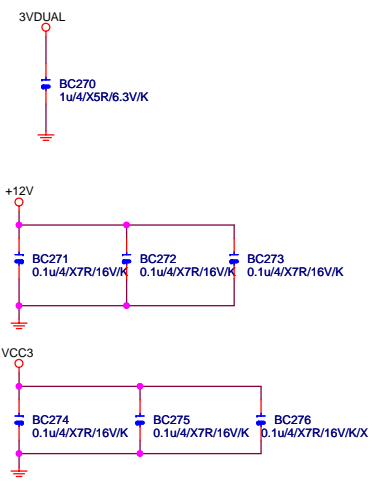 3VDUAL
BC270
1u/4/X5R/6.3V/K
+12V
BC271 BC272 BC273
0.1u/4/X7R/16V/K 0.1u/4/X7R/16V/K 0.1u/4/X7R/16V/K
VCC3
BC274 BC275 BC276
0.1u/4/X7R/16V/K 0.1u/4/X7R/16V/K 0.1u/4/X7R/16V/K/X